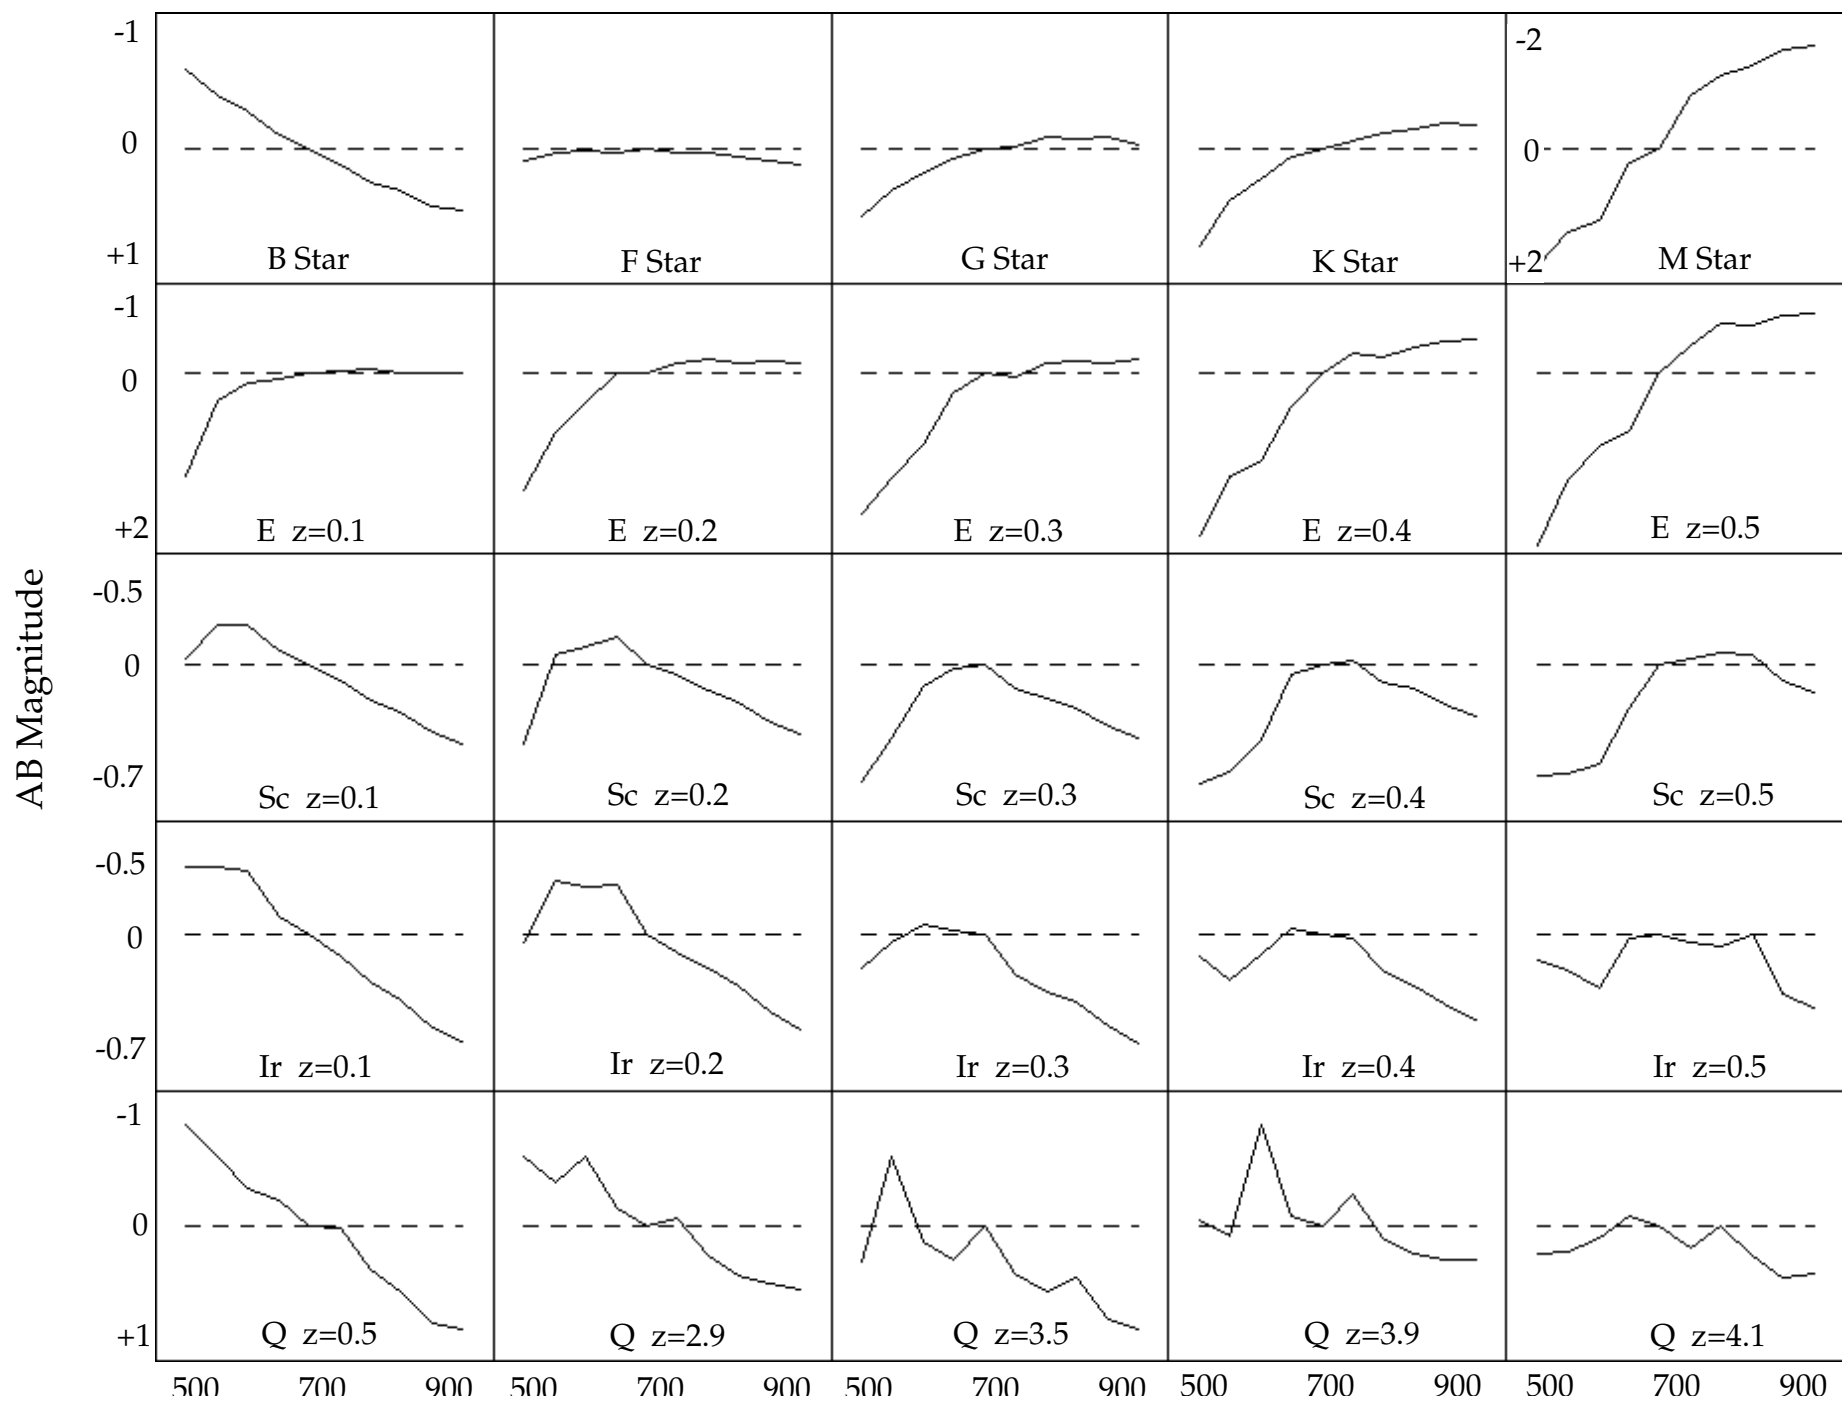 -1
0
+1
B Star
F Star
G Star
K Star
-2
0
+2
M Star
-1
0
+2
E z=0.1
E z=0.2
E z=0.3
E z=0.4
E z=0.5
AB Magnitude
-0.5
0
-0.7
Sc z=0.1
Sc z=0.2
Sc z=0.3
Sc z=0.4
Sc z=0.5
-0.5
0
-0.7
Ir z=0.1
Ir z=0.2
Ir z=0.3
Ir z=0.4
Ir z=0.5
-1
0
+1
Q z=0.5
Q z=2.9
Q z=3.5
Q z=3.9
Q z=4.1
500 700 900 500 700 900 500 700 900 500 700 900 500 700 900